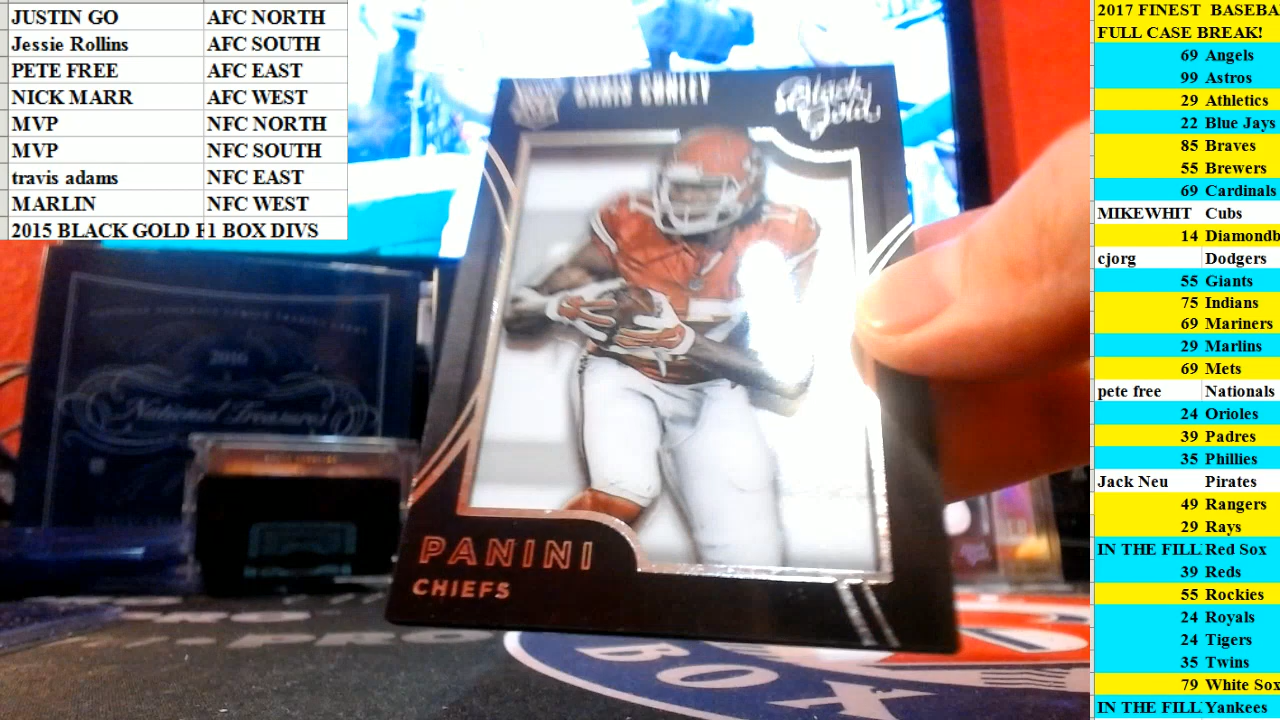 JUSTIN GO AFC NORTH
Jessie Rollins AFC SOUTH
PETE FREE AFC EAST
NICK MARR AFC WEST
MVP NFC NORTH
MVP NFC SOUTH
travis adams NFC EAST
MARLIN NFC WEST
2015 BLACK GOLD F 1 BOX DIVS
CHRIS CONLEY
Black Gold
PANINI
CHIEFS
2016
National Treasures
PRO
BOX
2017 FINEST BASEBA
FULL CASE BREAK!
69 Angels
99 Astros
29 Athletics
22 Blue Jays
85 Braves
55 Brewers
69 Cardinals
MIKEWHIT Cubs
14 Diamondb
cjorg Dodgers
55 Giants
75 Indians
69 Mariners
29 Marlins
69 Mets
pete free Nationals
24 Orioles
39 Padres
35 Phillies
Jack Neu Pirates
49 Rangers
29 Rays
IN THE FILL Red Sox
39 Reds
55 Rockies
24 Royals
24 Tigers
35 Twins
79 White Sox
IN THE FILL Yankees